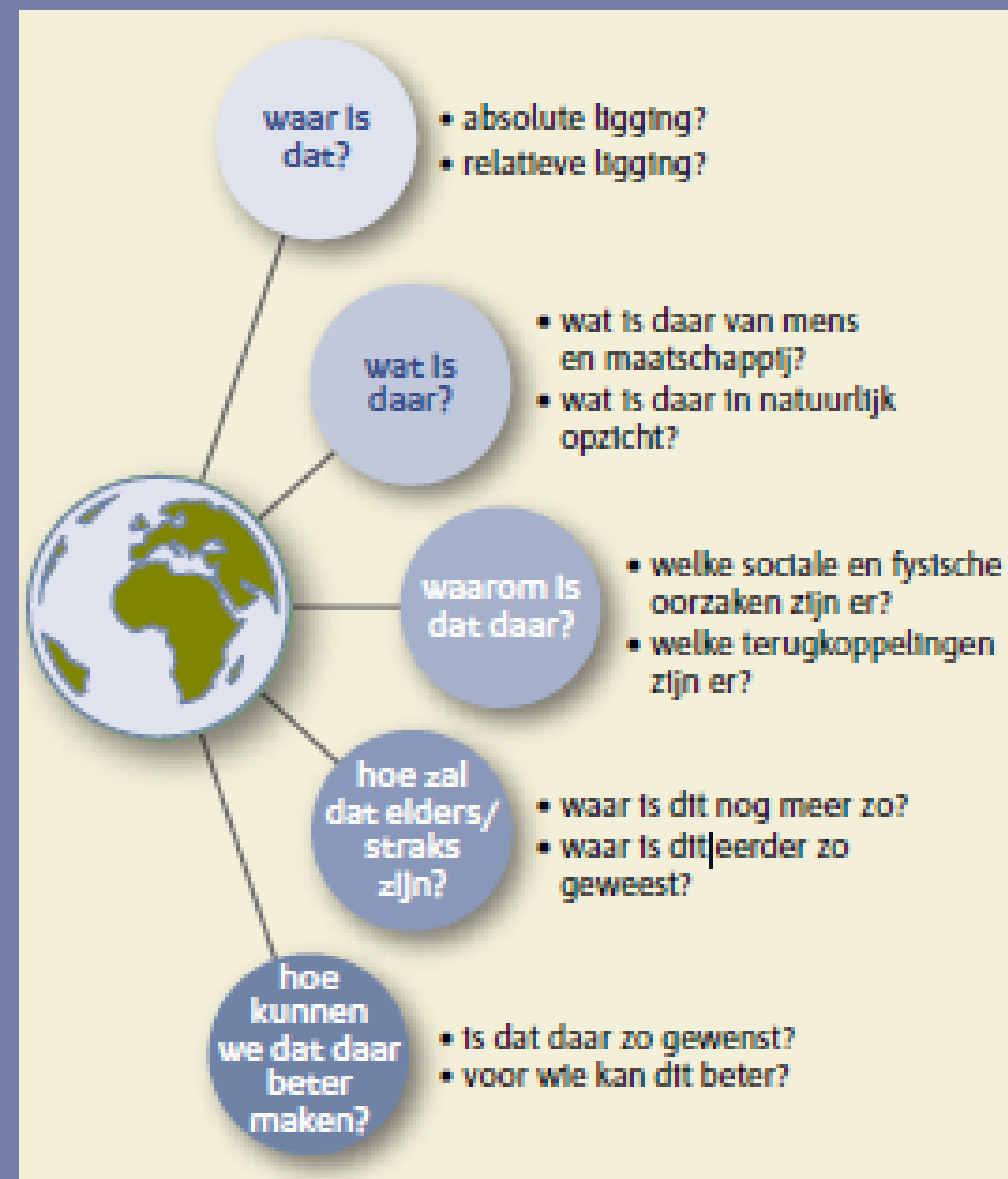 waar is
dat?
• absolute ligging?
• relatieve ligging?
wat is
daar?
• wat is daar van mens
en maatschappij?
• wat is daar in natuurlijk
opzicht?
waarom is
dat daar?
• welke sociale en fysische
oorzaken zijn er?
• welke terugkoppelingen
zijn er?
hoe zal
dat elders/
straks
zijn?
• waar is dit nog meer zo?
• waar is dit eerder zo
geweest?
hoe
kunnen
we dat daar
beter
maken?
• is dat daar zo gewenst?
• voor wie kan dit beter?